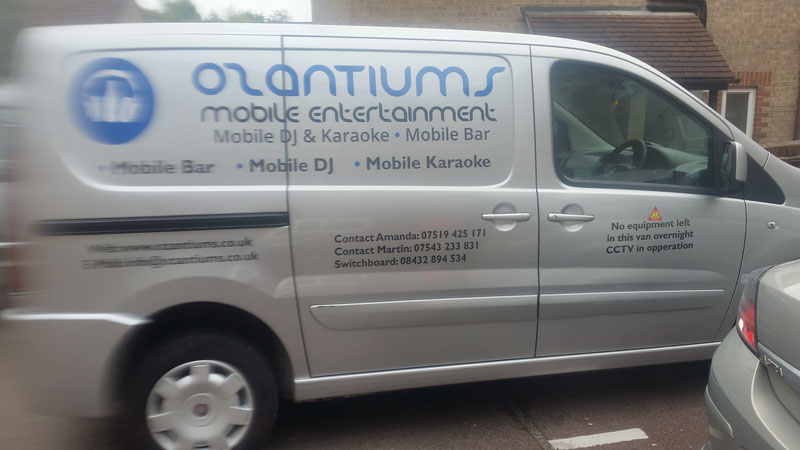 ozantiums
mobile entertainment
Mobile DJ & Karaoke • Mobile Bar
• Mobile Bar • Mobile DJ • Mobile Karaoke
Web: www.ozantiums.co.uk
E-Mail: info@ozantiums.co.uk
Contact Amanda: 07519 425 171
Contact Martin: 07543 233 831
Switchboard: 08432 894 534
No equipment left
in this van overnight
CCTV in opperation